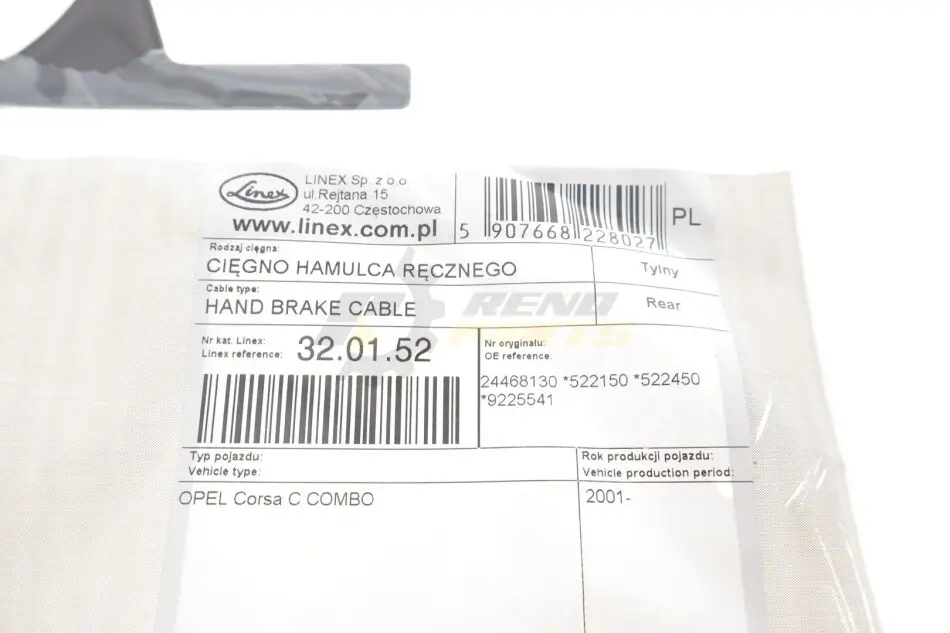 Linex
LINEX Sp. z o.o
ul.Rejtana 15
42-200 Częstochowa
www.linex.com.pl
5 907668 228027
PL
Rodzaj cięgna:
CIĘGNO HAMULCA RĘCZNEGO
Tylny
Cable type:
HAND BRAKE CABLE
Rear
RENO
PARTS
Nr kat. Linex:
Linex reference:
32.01.52
Nr oryginału:
OE reference:
24468130 *522150 *522450
*9225541
Typ pojazdu:
Vehicle type:
Rok produkcji pojazdu:
Vehicle production period:
OPEL Corsa C COMBO
2001-